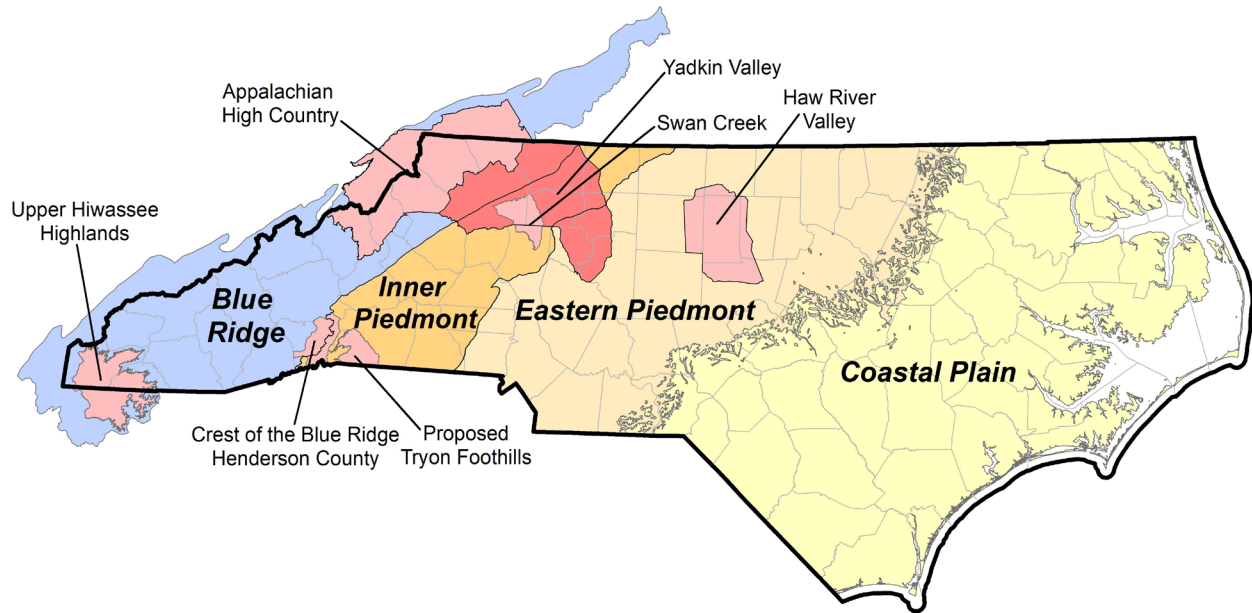 Yadkin Valley
Appalachian
High Country
Haw River
Valley
Swan Creek
Upper Hiwassee
Highlands
Blue
Ridge
Inner
Piedmont
Eastern Piedmont
Coastal Plain
Crest of the Blue Ridge
Henderson County
Proposed
Tryon Foothills